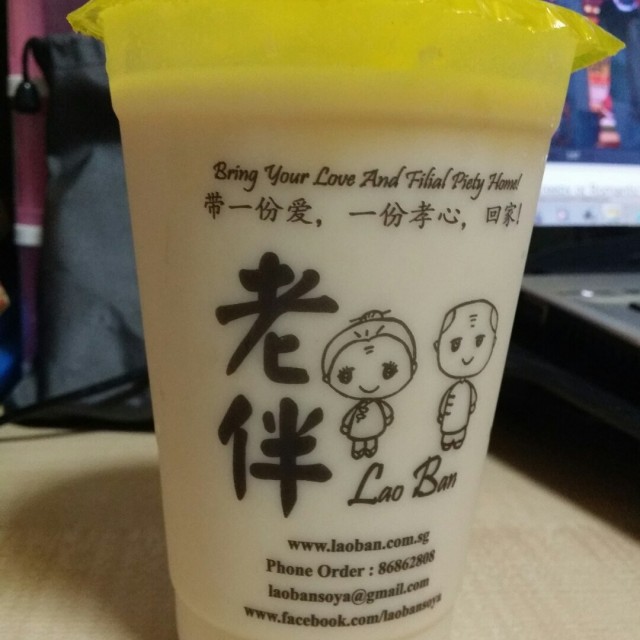 Bring Your Love And Filial Piety Home!
带一份爱, 一份孝心, 回家!
老伴
Lao Ban
www.laoban.com.sg
Phone Order : 86862808
laobansoya@gmail.com
www.facebook.com/laobansoya